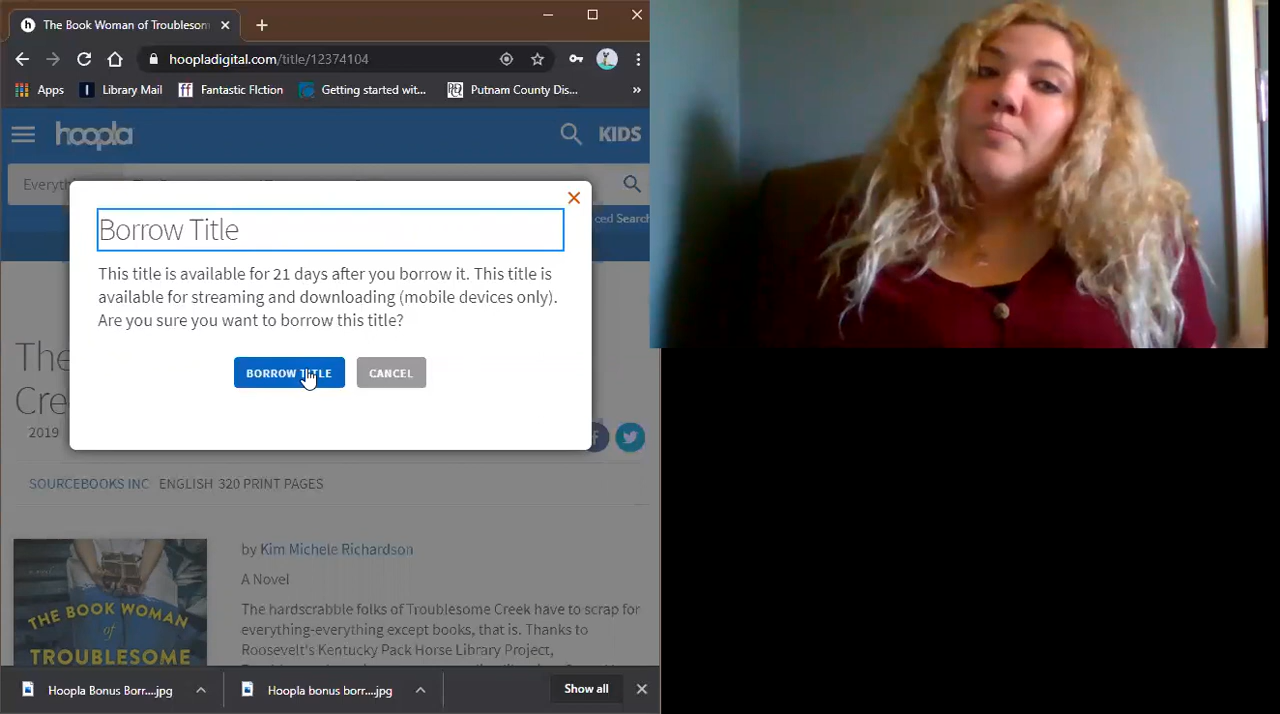 The Book Woman of Troublesom
hoopladigital.com/title/12374104
Apps Library Mail Fantastic FIction Getting started wit... Putnam County Dis... »
hoopla KIDS
Everyth
ced Search
Borrow Title
This title is available for 21 days after you borrow it. This title is
available for streaming and downloading (mobile devices only).
Are you sure you want to borrow this title?
BORROW TITLE CANCEL
The
Cre
2019
SOURCEBOOKS INC ENGLISH 320 PRINT PAGES
by Kim Michele Richardson
A Novel
The hardscrabble folks of Troublesome Creek have to scrap for
everything-everything except books, that is. Thanks to
Roosevelt's Kentucky Pack Horse Library Project,
THE BOOK WOMAN
of
TROUBLESOME
Hoopla Bonus Borr....jpg Hoopla bonus borr....jpg Show all